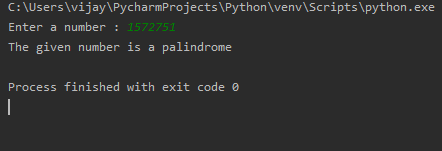 C:\Users\vijay\PycharmProjects\Python\venv\Scripts\python.exe
Enter a number : 1572751
The given number is a palindrome
Process finished with exit code 0